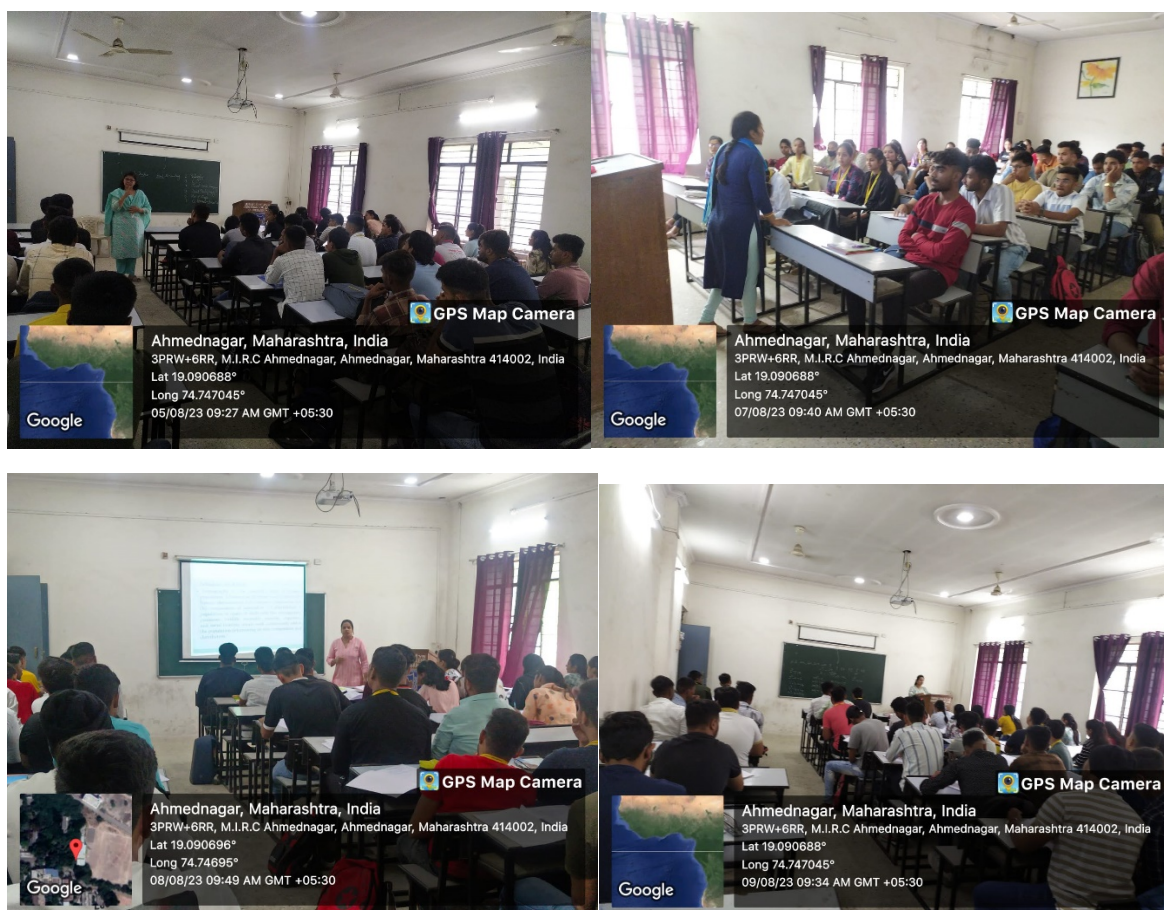 GPS Map Camera
Ahmednagar, Maharashtra, India
3PRW+6RR, M.I.R.C Ahmednagar, Ahmednagar, Maharashtra 414002, India
Lat 19.090688°
Long 74.747045°
05/08/23 09:27 AM GMT +05:30
Google
GPS Map Camera
Ahmednagar, Maharashtra, India
3PRW+6RR, M.I.R.C Ahmednagar, Ahmednagar, Maharashtra 414002, India
Lat 19.090688°
Long 74.747045°
07/08/23 09:40 AM GMT +05:30
Google
GPS Map Camera
Ahmednagar, Maharashtra, India
3PRW+6RR, M.I.R.C Ahmednagar, Ahmednagar, Maharashtra 414002, India
Lat 19.090696°
Long 74.74695°
08/08/23 09:49 AM GMT +05:30
Google
GPS Map Camera
Ahmednagar, Maharashtra, India
3PRW+6RR, M.I.R.C Ahmednagar, Ahmednagar, Maharashtra 414002, India
Lat 19.090688°
Long 74.747045°
09/08/23 09:34 AM GMT +05:30
Google